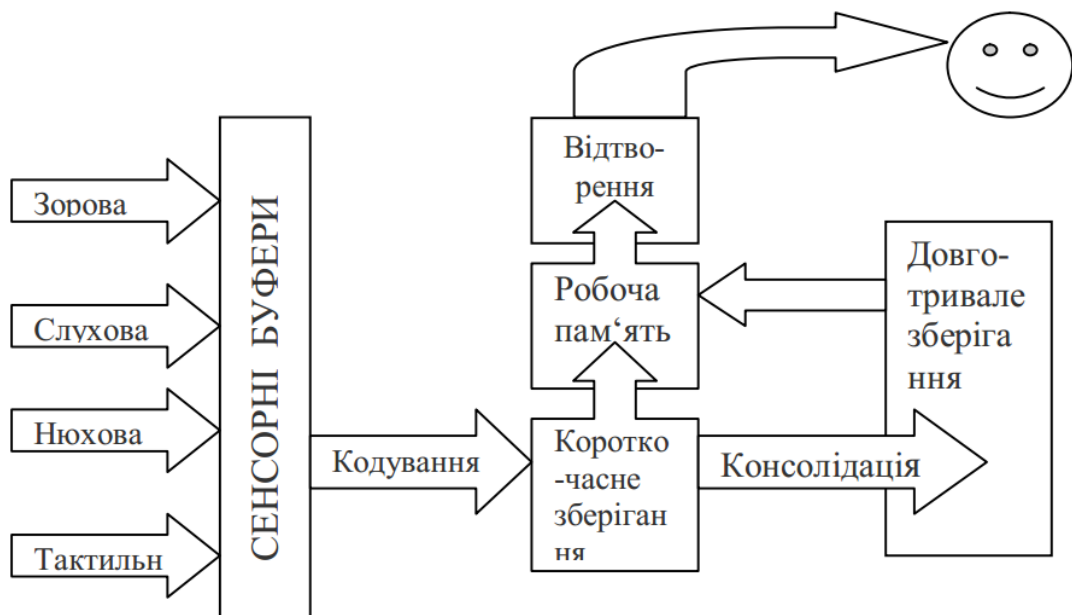 Зорова
Слухова
Нюхова
Тактильн
СЕНСОРНІ БУФЕРИ
Кодування
Відтво-
рення
Робоча
пам‘ять
Коротко
-часне
зберіган
ня
Консолідація
Довго-
тривале
зберіга
ння